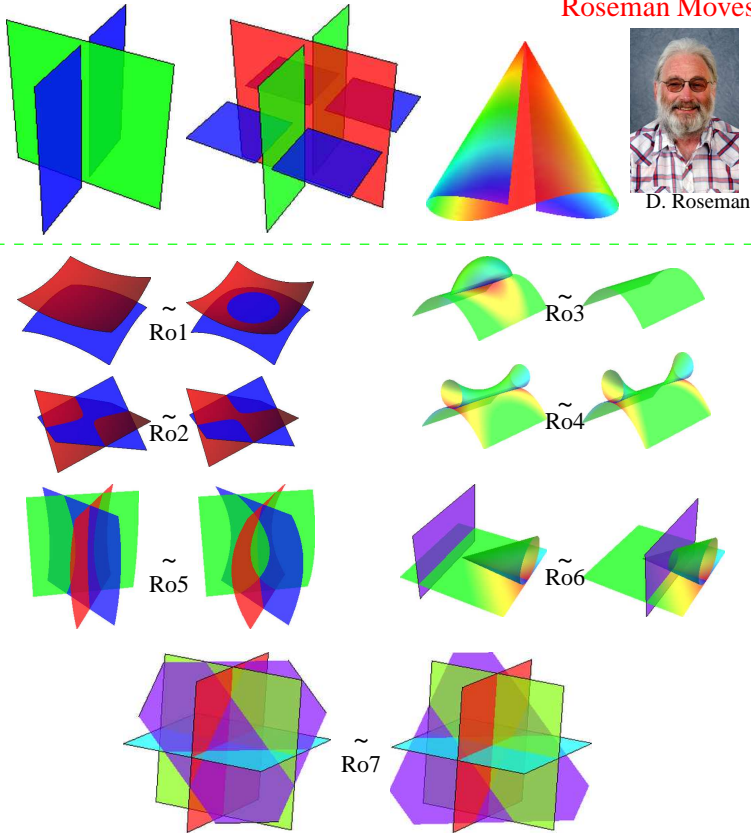 Roseman Moves
D. Roseman
~
Ro1
~
Ro3
~
Ro2
~
Ro4
~
Ro5
~
Ro6
~
Ro7